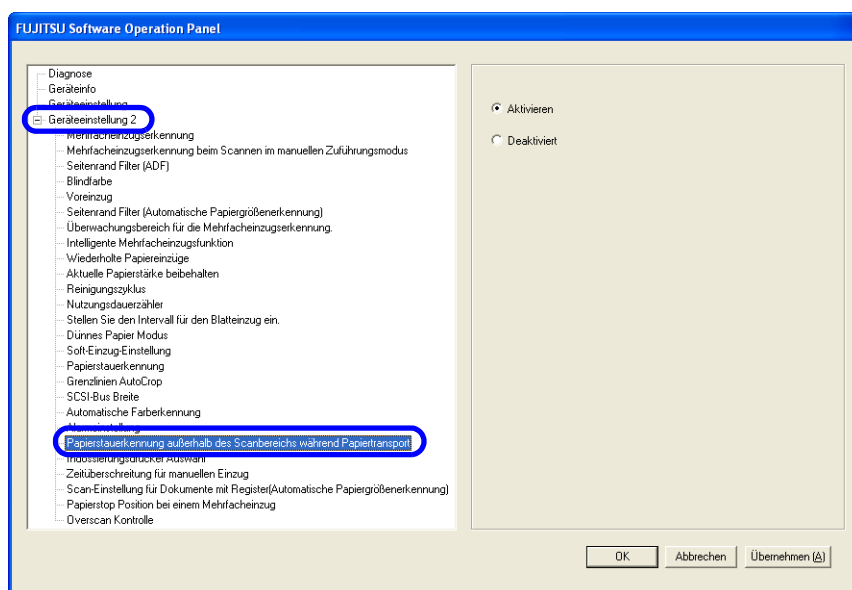 FUJITSU Software Operation Panel
Diagnose
Geräteinfo
Geräteeinstellung
Geräteeinstellung 2
Mehrfacheinzugserkennung
Mehrfacheinzugserkennung beim Scannen im manuellen Zuführungsmodus
Seitenrand Filter (ADF)
Blindfarbe
Voreinzug
Seitenrand Filter (Automatische Papiergrößenerkennung)
Überwachungsbereich für die Mehrfacheinzugserkennung.
Intelligente Mehrfacheinzugsfunktion
Wiederholte Papiereinzüge
Aktuelle Papierstärke beibehalten
Reinigungszyklus
Nutzungsdauerzähler
Stellen Sie den Intervall für den Blatteinzug ein.
Dünnes Papier Modus
Soft-Einzug-Einstellung
Papierstauerkennung
Grenzlinien AutoCrop
SCSI-Bus Breite
Automatische Farberkennung
Alarmeinstellung
Papierstauerkennung außerhalb des Scanbereichs während Papiertransport
Indossierungsdrucker Auswahl
Zeitüberschreitung für manuellen Einzug
Scan-Einstellung für Dokumente mit Register(Automatische Papiergrößenerkennung)
Papierstop Position bei einem Mehrfacheinzug
Overscan Kontrolle
Aktivieren
Deaktiviert
OK
Abbrechen
Übernehmen (A)